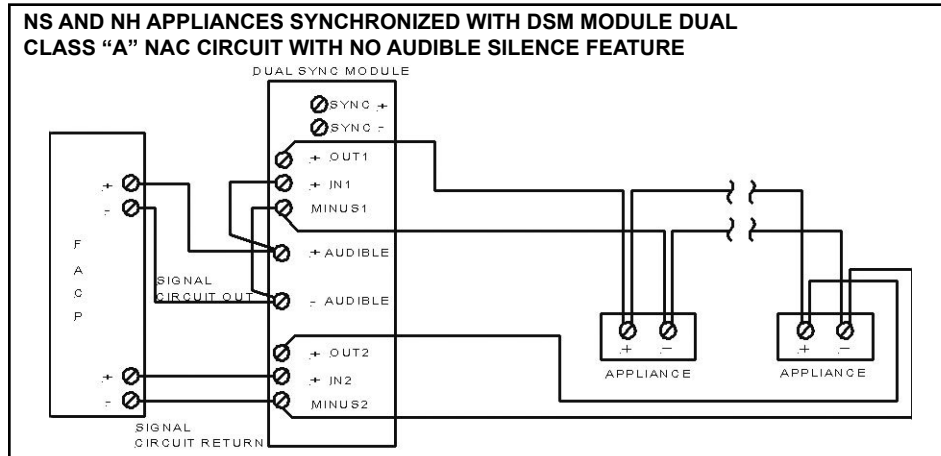 NS AND NH APPLIANCES SYNCHRONIZED WITH DSM MODULE DUAL
CLASS “A” NAC CIRCUIT WITH NO AUDIBLE SILENCE FEATURE
DUAL SYNC MODULE
SYNC +
SYNC -
+ OUT1
+ IN1
MINUS1
+ AUDIBLE
- AUDIBLE
+ OUT2
+ IN2
MINUS2
+
-
F
A
C
P
+
-
SIGNAL
CIRCUIT OUT
SIGNAL
CIRCUIT RETURN
+ -
APPLIANCE
+ -
APPLIANCE